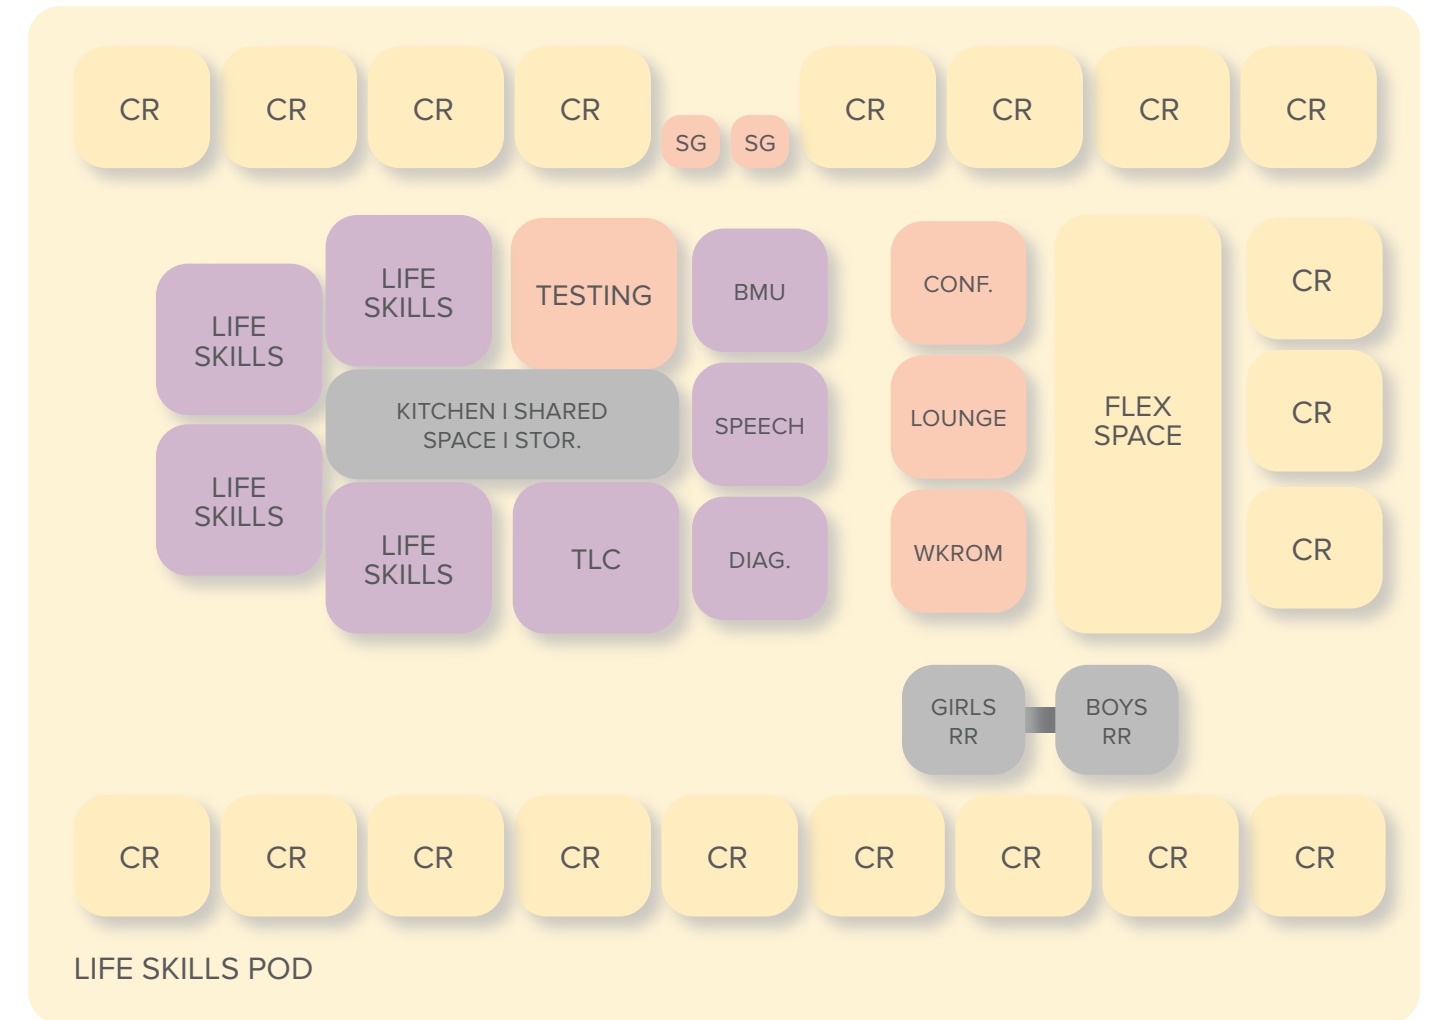 CR
CR
CR
CR
SG
SG
CR
CR
CR
CR
LIFE
SKILLS
LIFE
SKILLS
TESTING
BMU
CONF.
FLEX
SPACE
CR
KITCHEN I SHARED
SPACE I STOR.
SPEECH
LOUNGE
CR
LIFE
SKILLS
LIFE
SKILLS
TLC
DIAG.
WKROM
CR
GIRLS
RR
BOYS
RR
CR
CR
CR
CR
CR
CR
CR
CR
CR
LIFE SKILLS POD